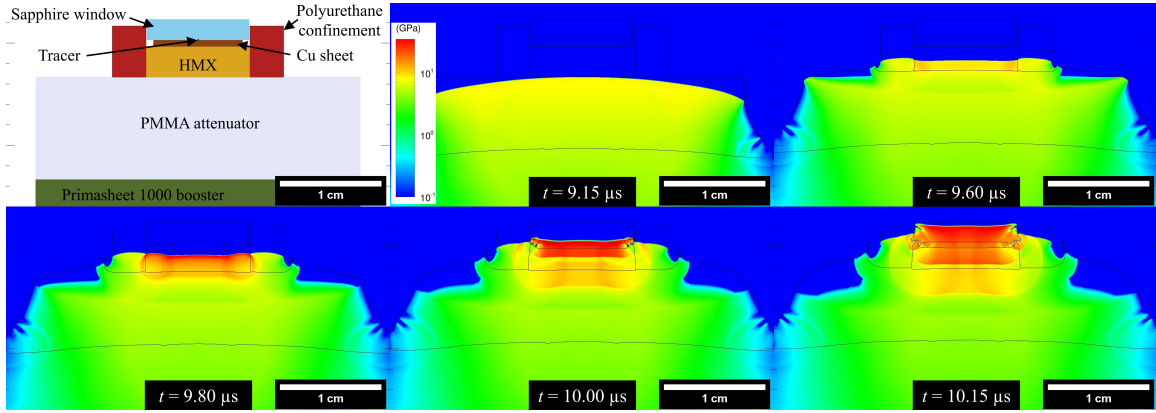 Sapphire window
Polyurethane
confinement
Tracer
Cu sheet
HMX
PMMA attenuator
Primasheet 1000 booster
1 cm
(GPa)
10¹
10⁰
10⁻¹
t = 9.15 µs
1 cm
t = 9.60 µs
1 cm
t = 9.80 µs
1 cm
t = 10.00 µs
1 cm
t = 10.15 µs
1 cm